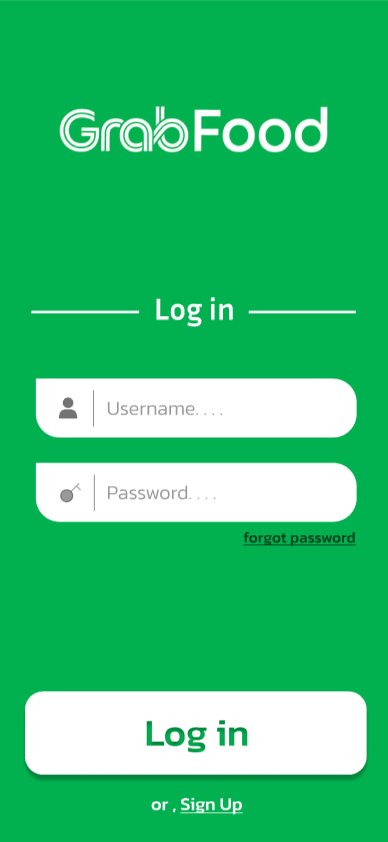 GrabFood
Log in
Username. . . .
Password. . . .
forgot password
Log in
or , Sign Up